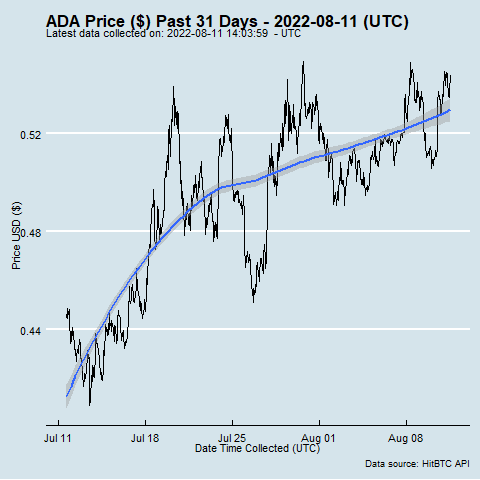 ADA Price ($) Past 31 Days - 2022-08-11 (UTC)
Latest data collected on: 2022-08-11 14:03:59 - UTC
0.52
0.48
0.44
Price USD ($)
Jul 11 Jul 18 Jul 25 Aug 01 Aug 08
Date Time Collected (UTC)
Data source: HitBTC API